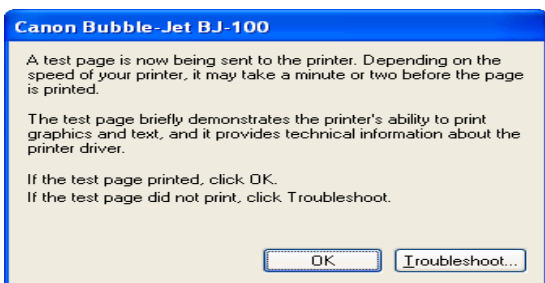 Canon Bubble-Jet BJ-100
A test page is now being sent to the printer. Depending on the
speed of your printer, it may take a minute or two before the page
is printed.
The test page briefly demonstrates the printer's ability to print
graphics and text, and it provides technical information about the
printer driver.
If the test page printed, click OK.
If the test page did not print, click Troubleshoot.
OK
Troubleshoot...